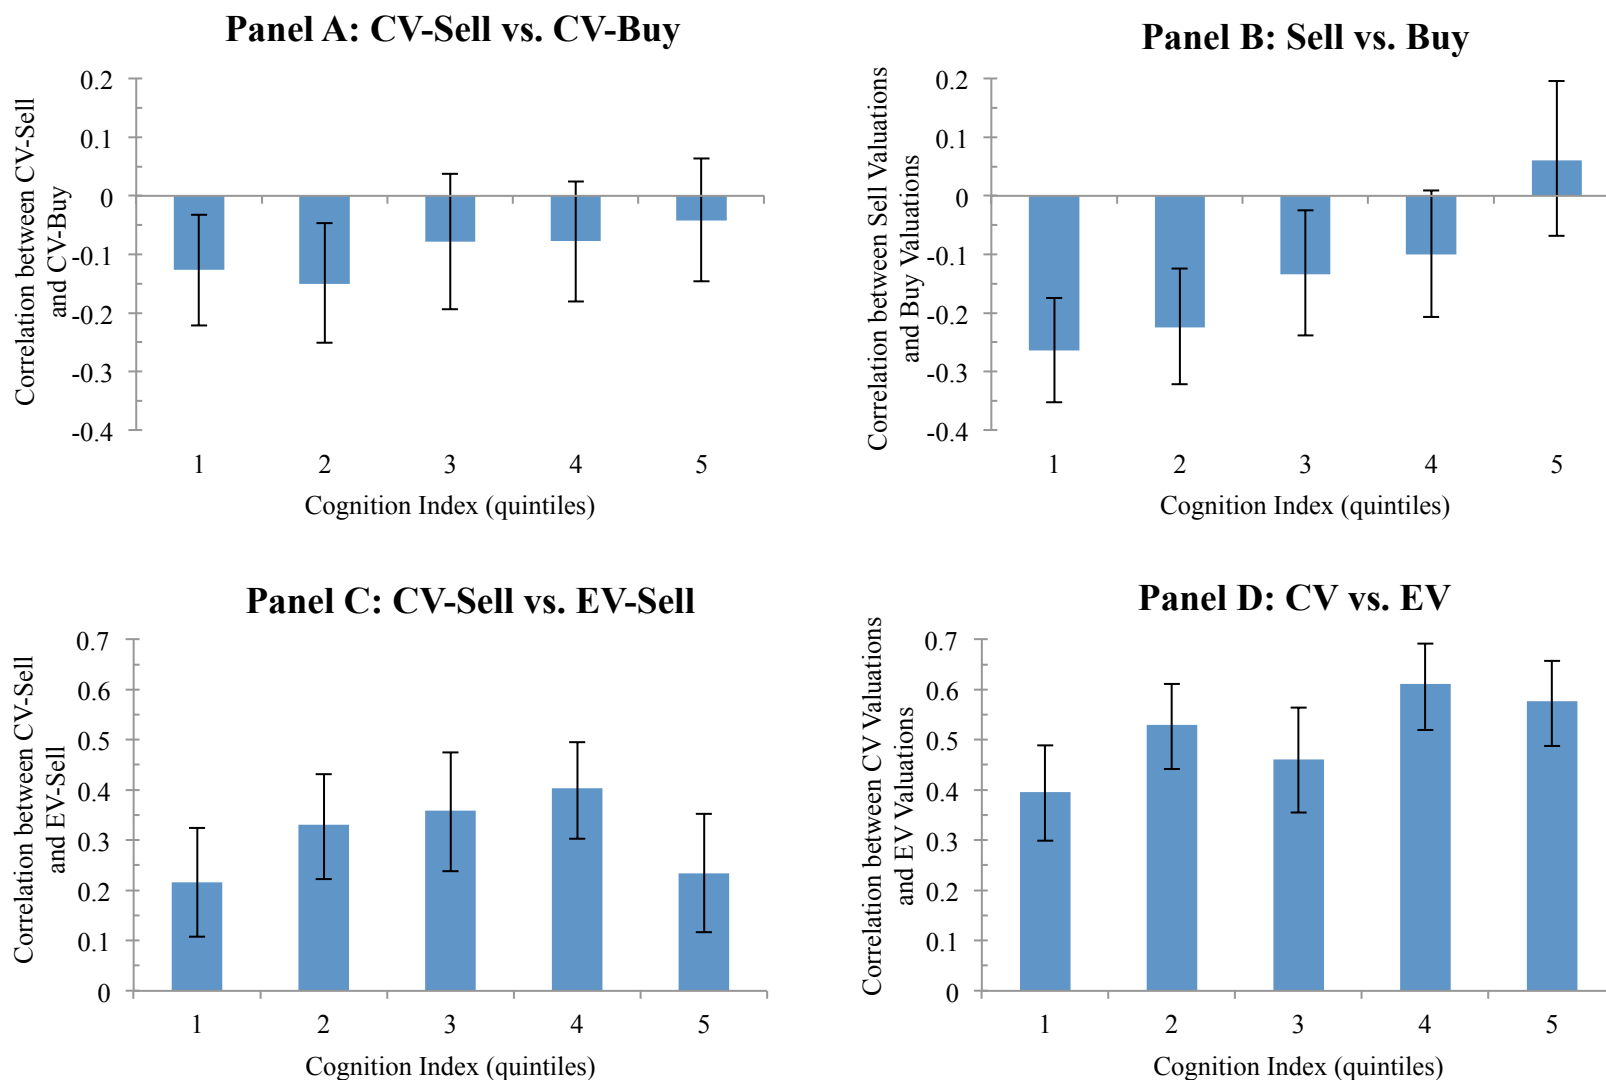 Panel A: CV-Sell vs. CV-Buy
Correlation between CV-Sell
and CV-Buy
0.2
0.1
0
-0.1
-0.2
-0.3
-0.4
1 2 3 4 5
Cognition Index (quintiles)
Panel B: Sell vs. Buy
Correlation between Sell Valuations
and Buy Valuations
0.2
0.1
0
-0.1
-0.2
-0.3
-0.4
1 2 3 4 5
Cognition Index (quintiles)
Panel C: CV-Sell vs. EV-Sell
Correlation between CV-Sell
and EV-Sell
0.7
0.6
0.5
0.4
0.3
0.2
0.1
0
1 2 3 4 5
Cognition Index (quintiles)
Panel D: CV vs. EV
Correlation between CV Valuations
and EV Valuations
0.7
0.6
0.5
0.4
0.3
0.2
0.1
0
1 2 3 4 5
Cognition Index (quintiles)